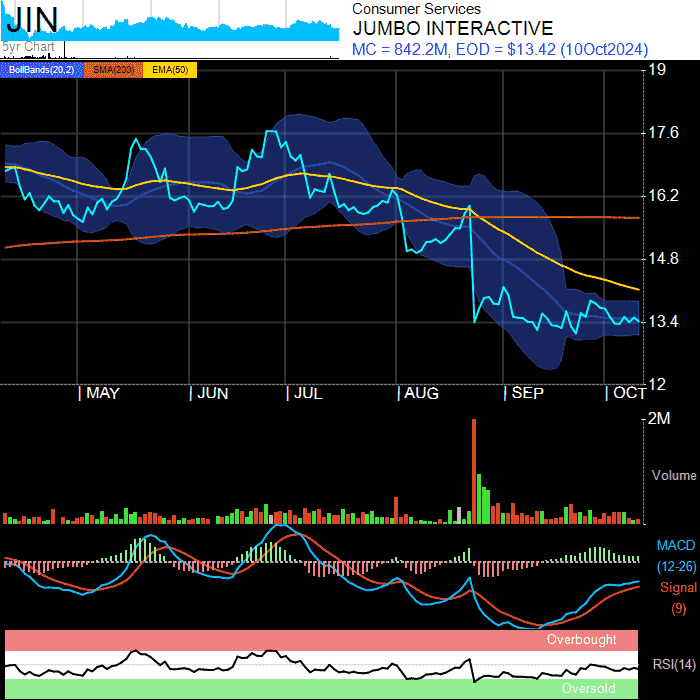 JIN
5yr Chart
Consumer Services
JUMBO INTERACTIVE
MC = 842.2M, EOD = $13.42 (10Oct2024)
BollBands(20,2) SMA(200) EMA(50)
19
17.6
16.2
14.8
13.4
12
| MAY | JUN | JUL | AUG | SEP | OCT
2M
Volume
MACD
(12-26)
Signal
(9)
Overbought
RSI(14)
Oversold